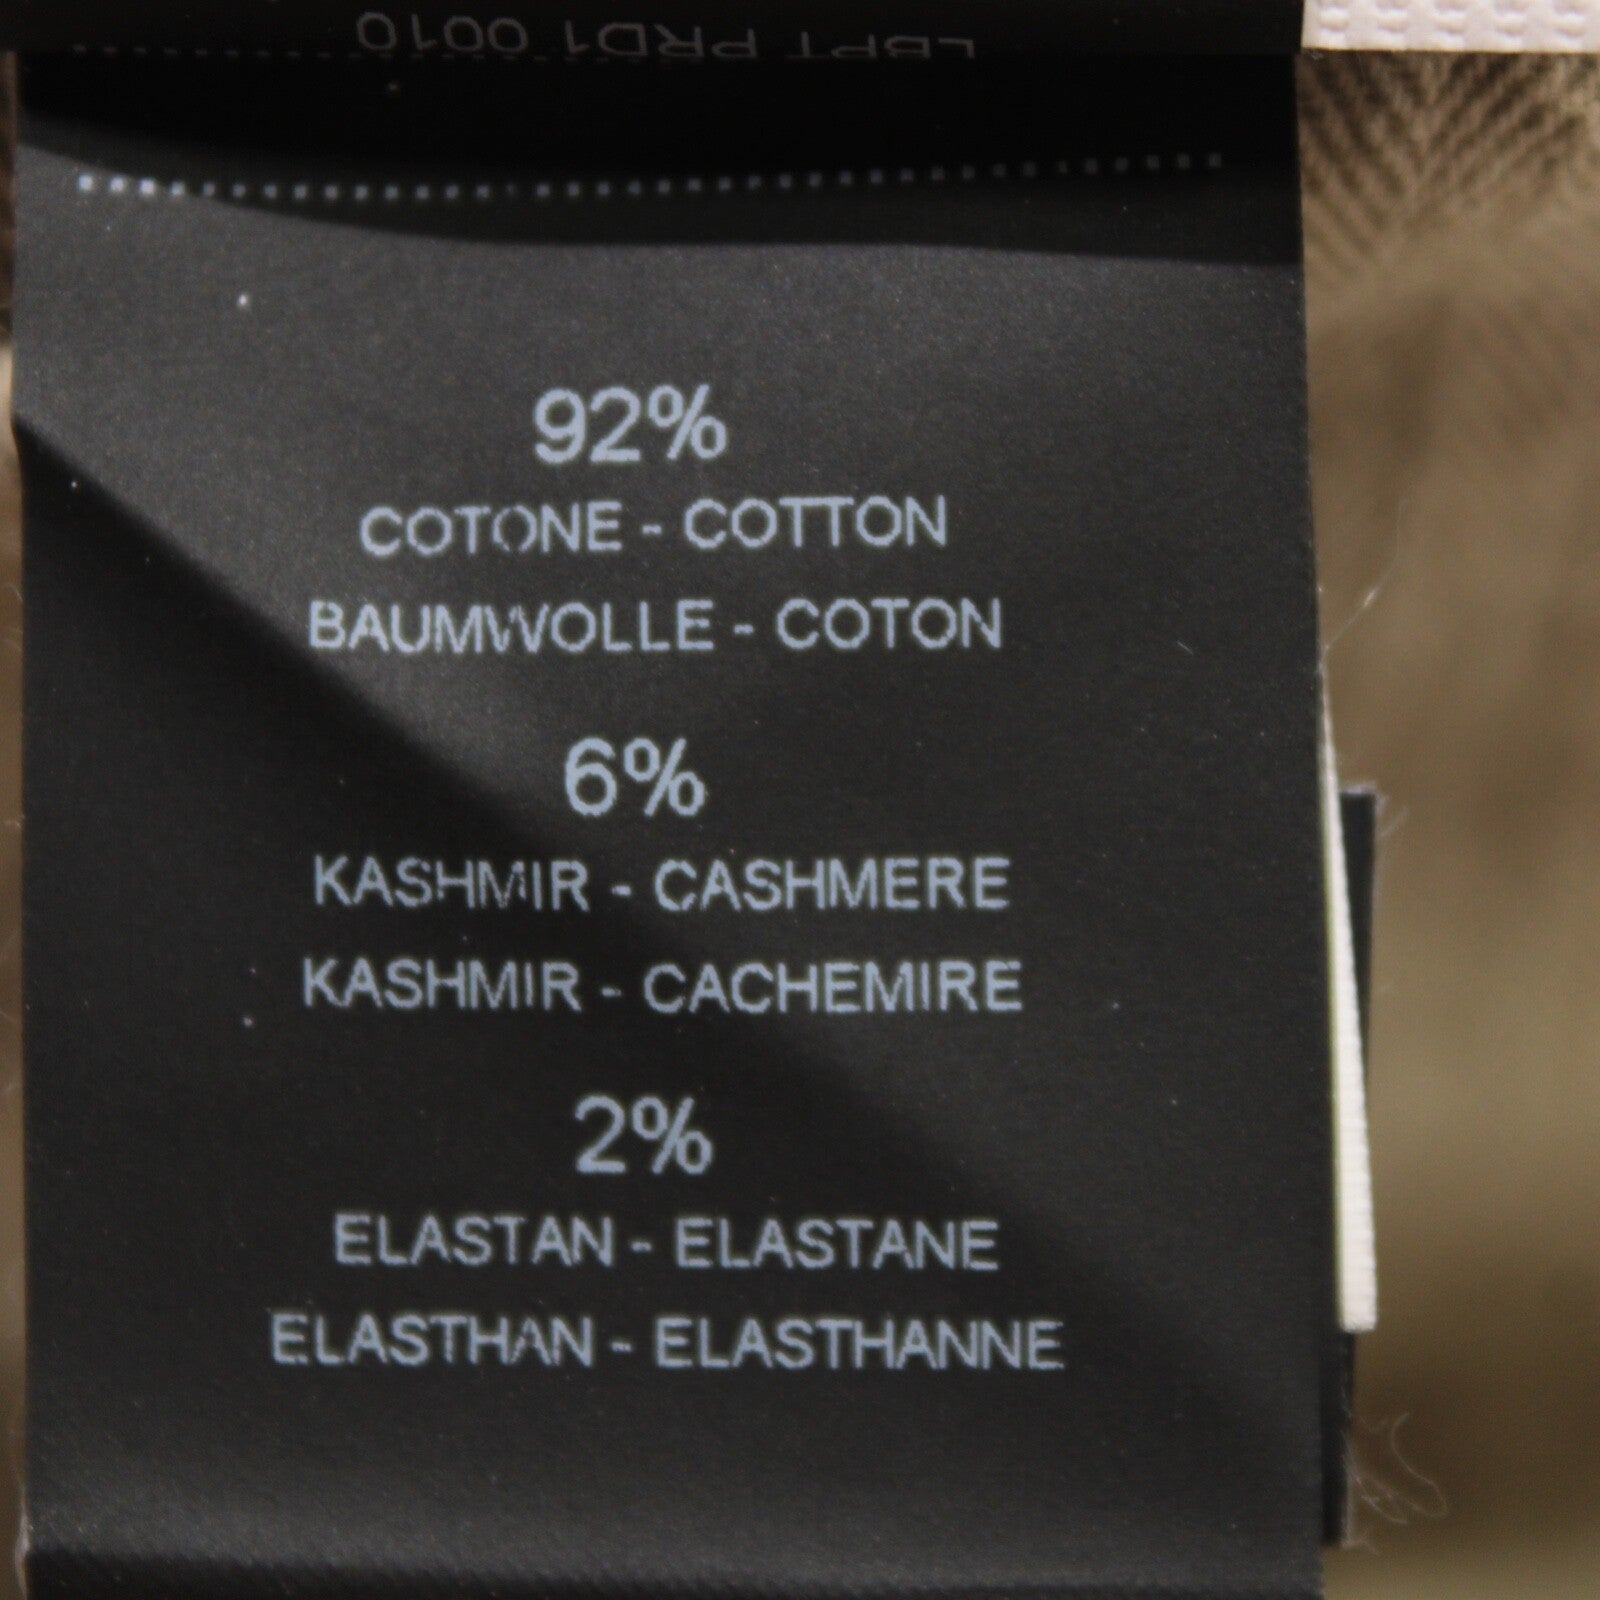 LBPT PRD1 0010
92%
COTONE - COTTON
BAUMWOLLE - COTON
6%
KASHMIR - CASHMERE
KASHMIR - CACHEMIRE
2%
ELASTAN - ELASTANE
ELASTHAN - ELASTHANNE